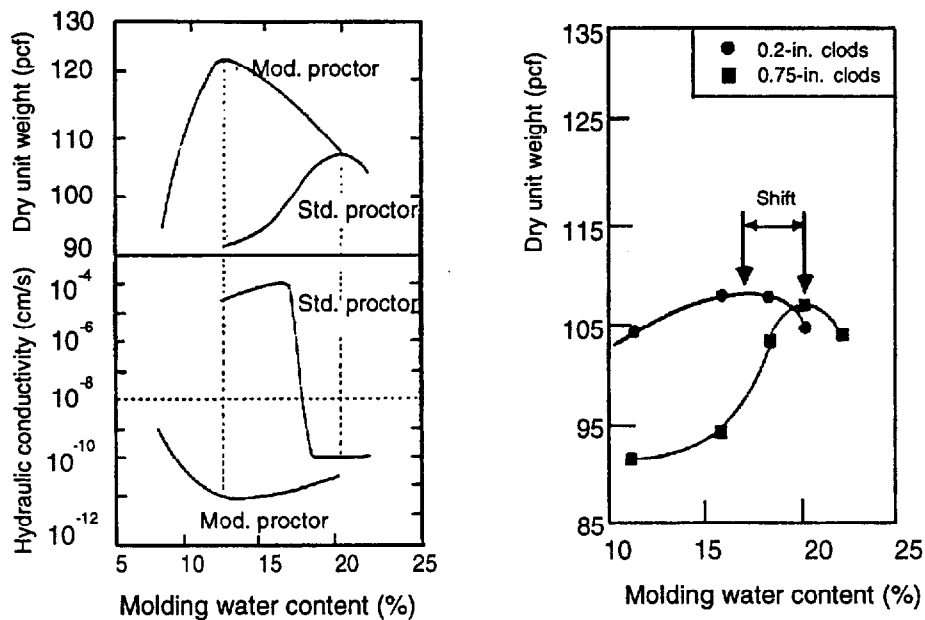 130
120
110
100
90
Dry unit weight (pcf)
Mod. proctor
Std. proctor
10-4
10-6
10-8
10-10
10-12
Hydraulic conductivity (cm/s)
Std. proctor
Mod. proctor
5 10 15 20 25
Molding water content (%)
135
125
115
105
95
85
Dry unit weight (pcf)
0.2-in. clods
0.75-in. clods
Shift
10 15 20 25
Molding water content (%)